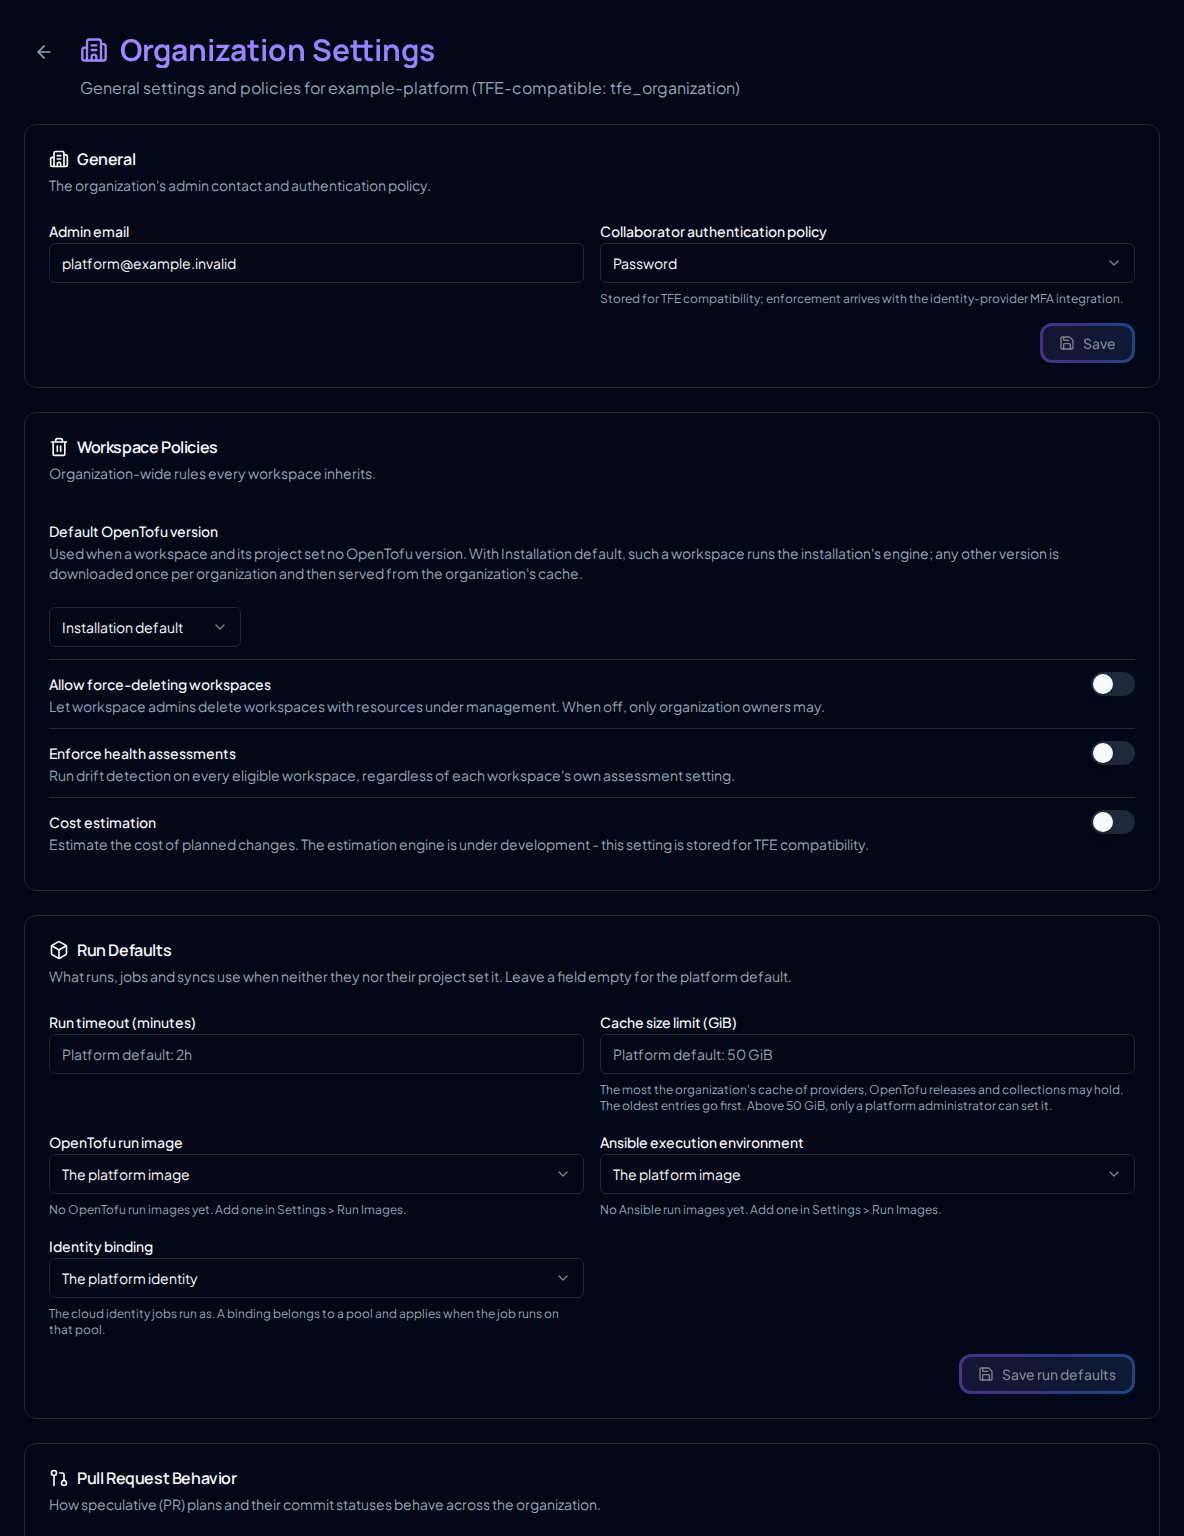 Organization Settings
General settings and policies for example-platform (TFE-compatible: tfe_organization)
General
The organization's admin contact and authentication policy.
Admin email
Collaborator authentication policy
platform@example.invalid
Password
Stored for TFE compatibility; enforcement arrives with the identity-provider MFA integration.
Save
Workspace Policies
Organization-wide rules every workspace inherits.
Default OpenTofu version
Used when a workspace and its project set no OpenTofu version. With Installation default, such a workspace runs the installation's engine; any other version is
downloaded once per organization and then served from the organization's cache.
Installation default
Allow force-deleting workspaces
Let workspace admins delete workspaces with resources under management. When off, only organization owners may.
Enforce health assessments
Run drift detection on every eligible workspace, regardless of each workspace's own assessment setting.
Cost estimation
Estimate the cost of planned changes. The estimation engine is under development - this setting is stored for TFE compatibility.
Run Defaults
What runs, jobs and syncs use when neither they nor their project set it. Leave a field empty for the platform default.
Run timeout (minutes)
Cache size limit (GiB)
Platform default: 2h
Platform default: 50 GiB
The most the organization's cache of providers, OpenTofu releases and collections may hold.
The oldest entries go first. Above 50 GiB, only a platform administrator can set it.
OpenTofu run image
Ansible execution environment
The platform image
The platform image
No OpenTofu run images yet. Add one in Settings > Run Images.
No Ansible run images yet. Add one in Settings > Run Images.
Identity binding
The platform identity
The cloud identity jobs run as. A binding belongs to a pool and applies when the job runs on
that pool.
Save run defaults
Pull Request Behavior
How speculative (PR) plans and their commit statuses behave across the organization.